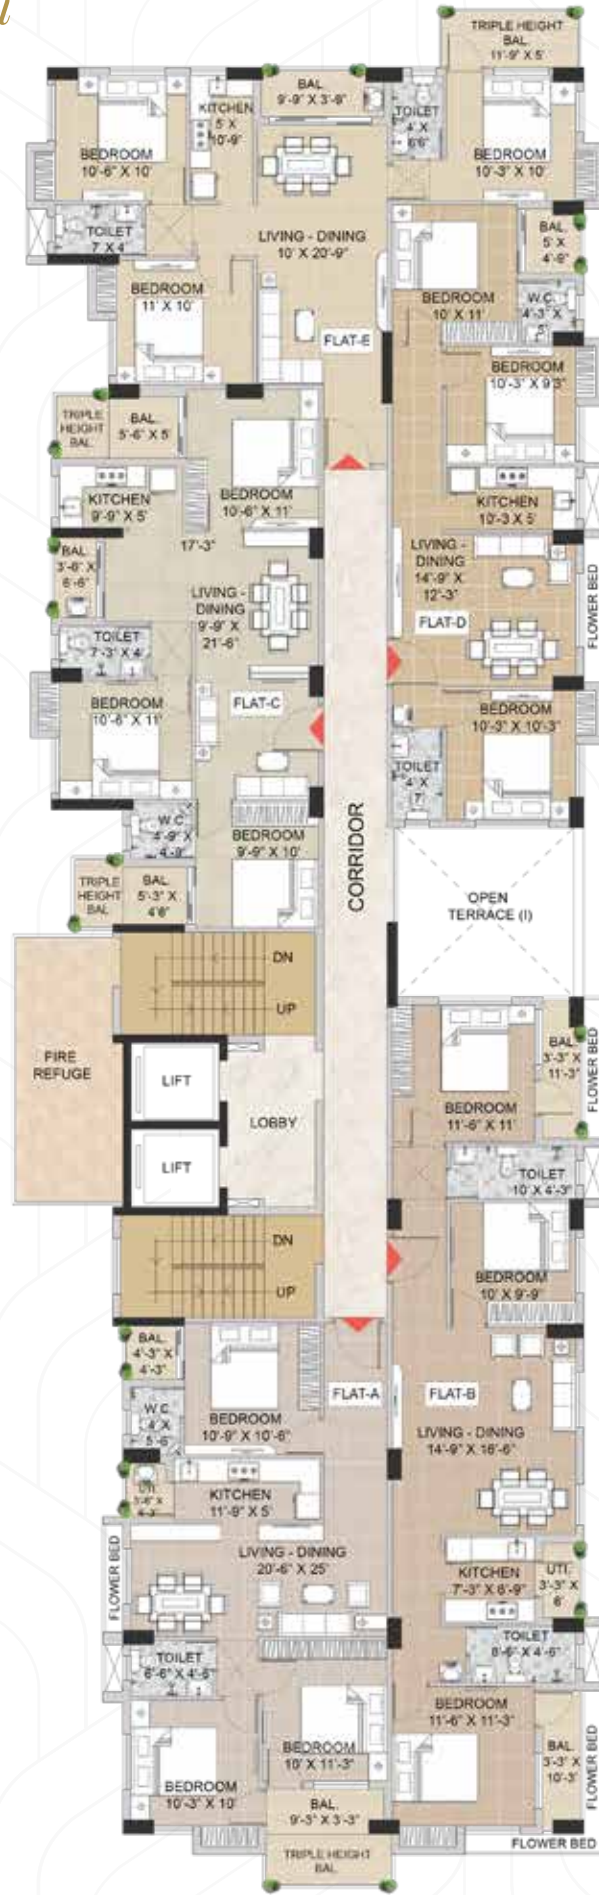 TRIPLE HEIGHT
BAL.
11'-9" X 5'
BAL.
9'-9" X 3'-9"
KITCHEN
5' X
10'-9"
TOILET
4' X
6'6"
BEDROOM
10'-6" X 10'
BEDROOM
10'-3" X 10'
TOILET
7' X 4'
LIVING - DINING
10' X 20'-9"
BAL.
5' X
4'-9"
BEDROOM
11' X 10'
BEDROOM
10' X 11'
W.C.
4'-3" X
5'
FLAT-E
BEDROOM
10'-3" X 9'3"
TRIPLE
HEIGHT
BAL.
BAL.
5'-6" X 5'
KITCHEN
9'-9" X 5'
BEDROOM
10'-6" X 11'
KITCHEN
10'-3 X 5'
17'-3"
BAL.
3'-6" X
6'-6"
LIVING -
DINING
9'-9" X
21'-6"
LIVING -
DINING
14'-9" X
12'-3"
FLOWER BED
FLAT-D
TOILET
7'-3' X 4'
BEDROOM
10'-6" X 11'
FLAT-C
BEDROOM
10'-3" X 10'-3"
TOILET
4' X
7'
W.C.
4'-9" X
4'-9"
BEDROOM
9'-9" X 10'
CORRIDOR
TRIPLE
HEIGHT
BAL.
BAL.
5'-3" X
4'6"
OPEN
TERRACE (I)
DN
UP
FIRE
REFUGE
LIFT
LOBBY
LIFT
BAL.
3'-3" X
11'-3"
FLOWER BED
BEDROOM
11'-6" X 11'
TOILET
10' X 4'-3"
DN
UP
BEDROOM
10' X 9'-9"
BAL.
4'-3" X
4'-3"
FLAT-A
FLAT-B
W.C.
4' X
5'-6"
BEDROOM
10'-9" X 10'-6"
LIVING - DINING
14'-9" X 16'-6"
UTI.
KITCHEN
11'-9" X 5'
FLOWER BED
LIVING - DINING
20'-6" X 25'
KITCHEN
7'-3" X 8'-9"
UTI.
3'-3" X
6'
TOILET
6'-6" X 4'-6"
TOILET
8'-6" X 4'-6"
BEDROOM
11'-6" X 11'-3"
BEDROOM
10' X 11'-3"
BEDROOM
10'-3" X 10'
BAL.
3'-3" X
10'-3"
FLOWER BED
BAL.
9'-3" X 3'-3"
FLOWER BED
TRIPLE HEIGHT
BAL.